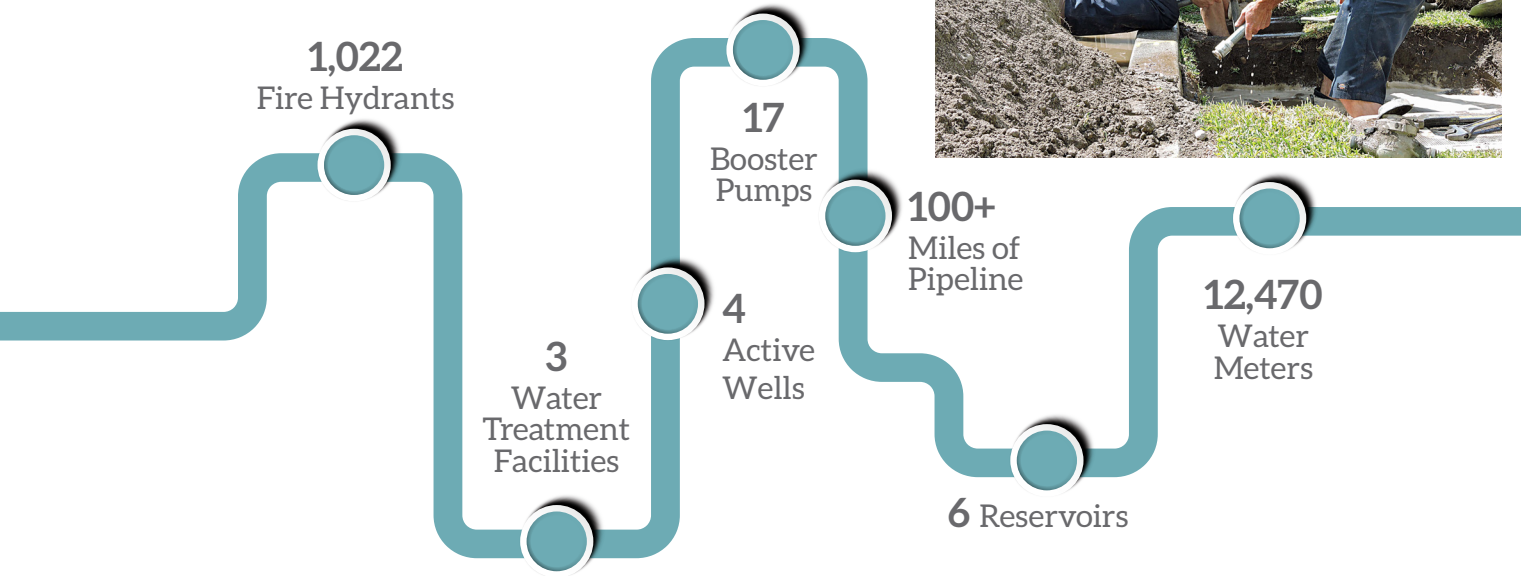 1,022
Fire Hydrants
3
Water
Treatment
Facilities
4
Active
Wells
17
Booster
Pumps
100+
Miles of
Pipeline
6 Reservoirs
12,470
Water
Meters